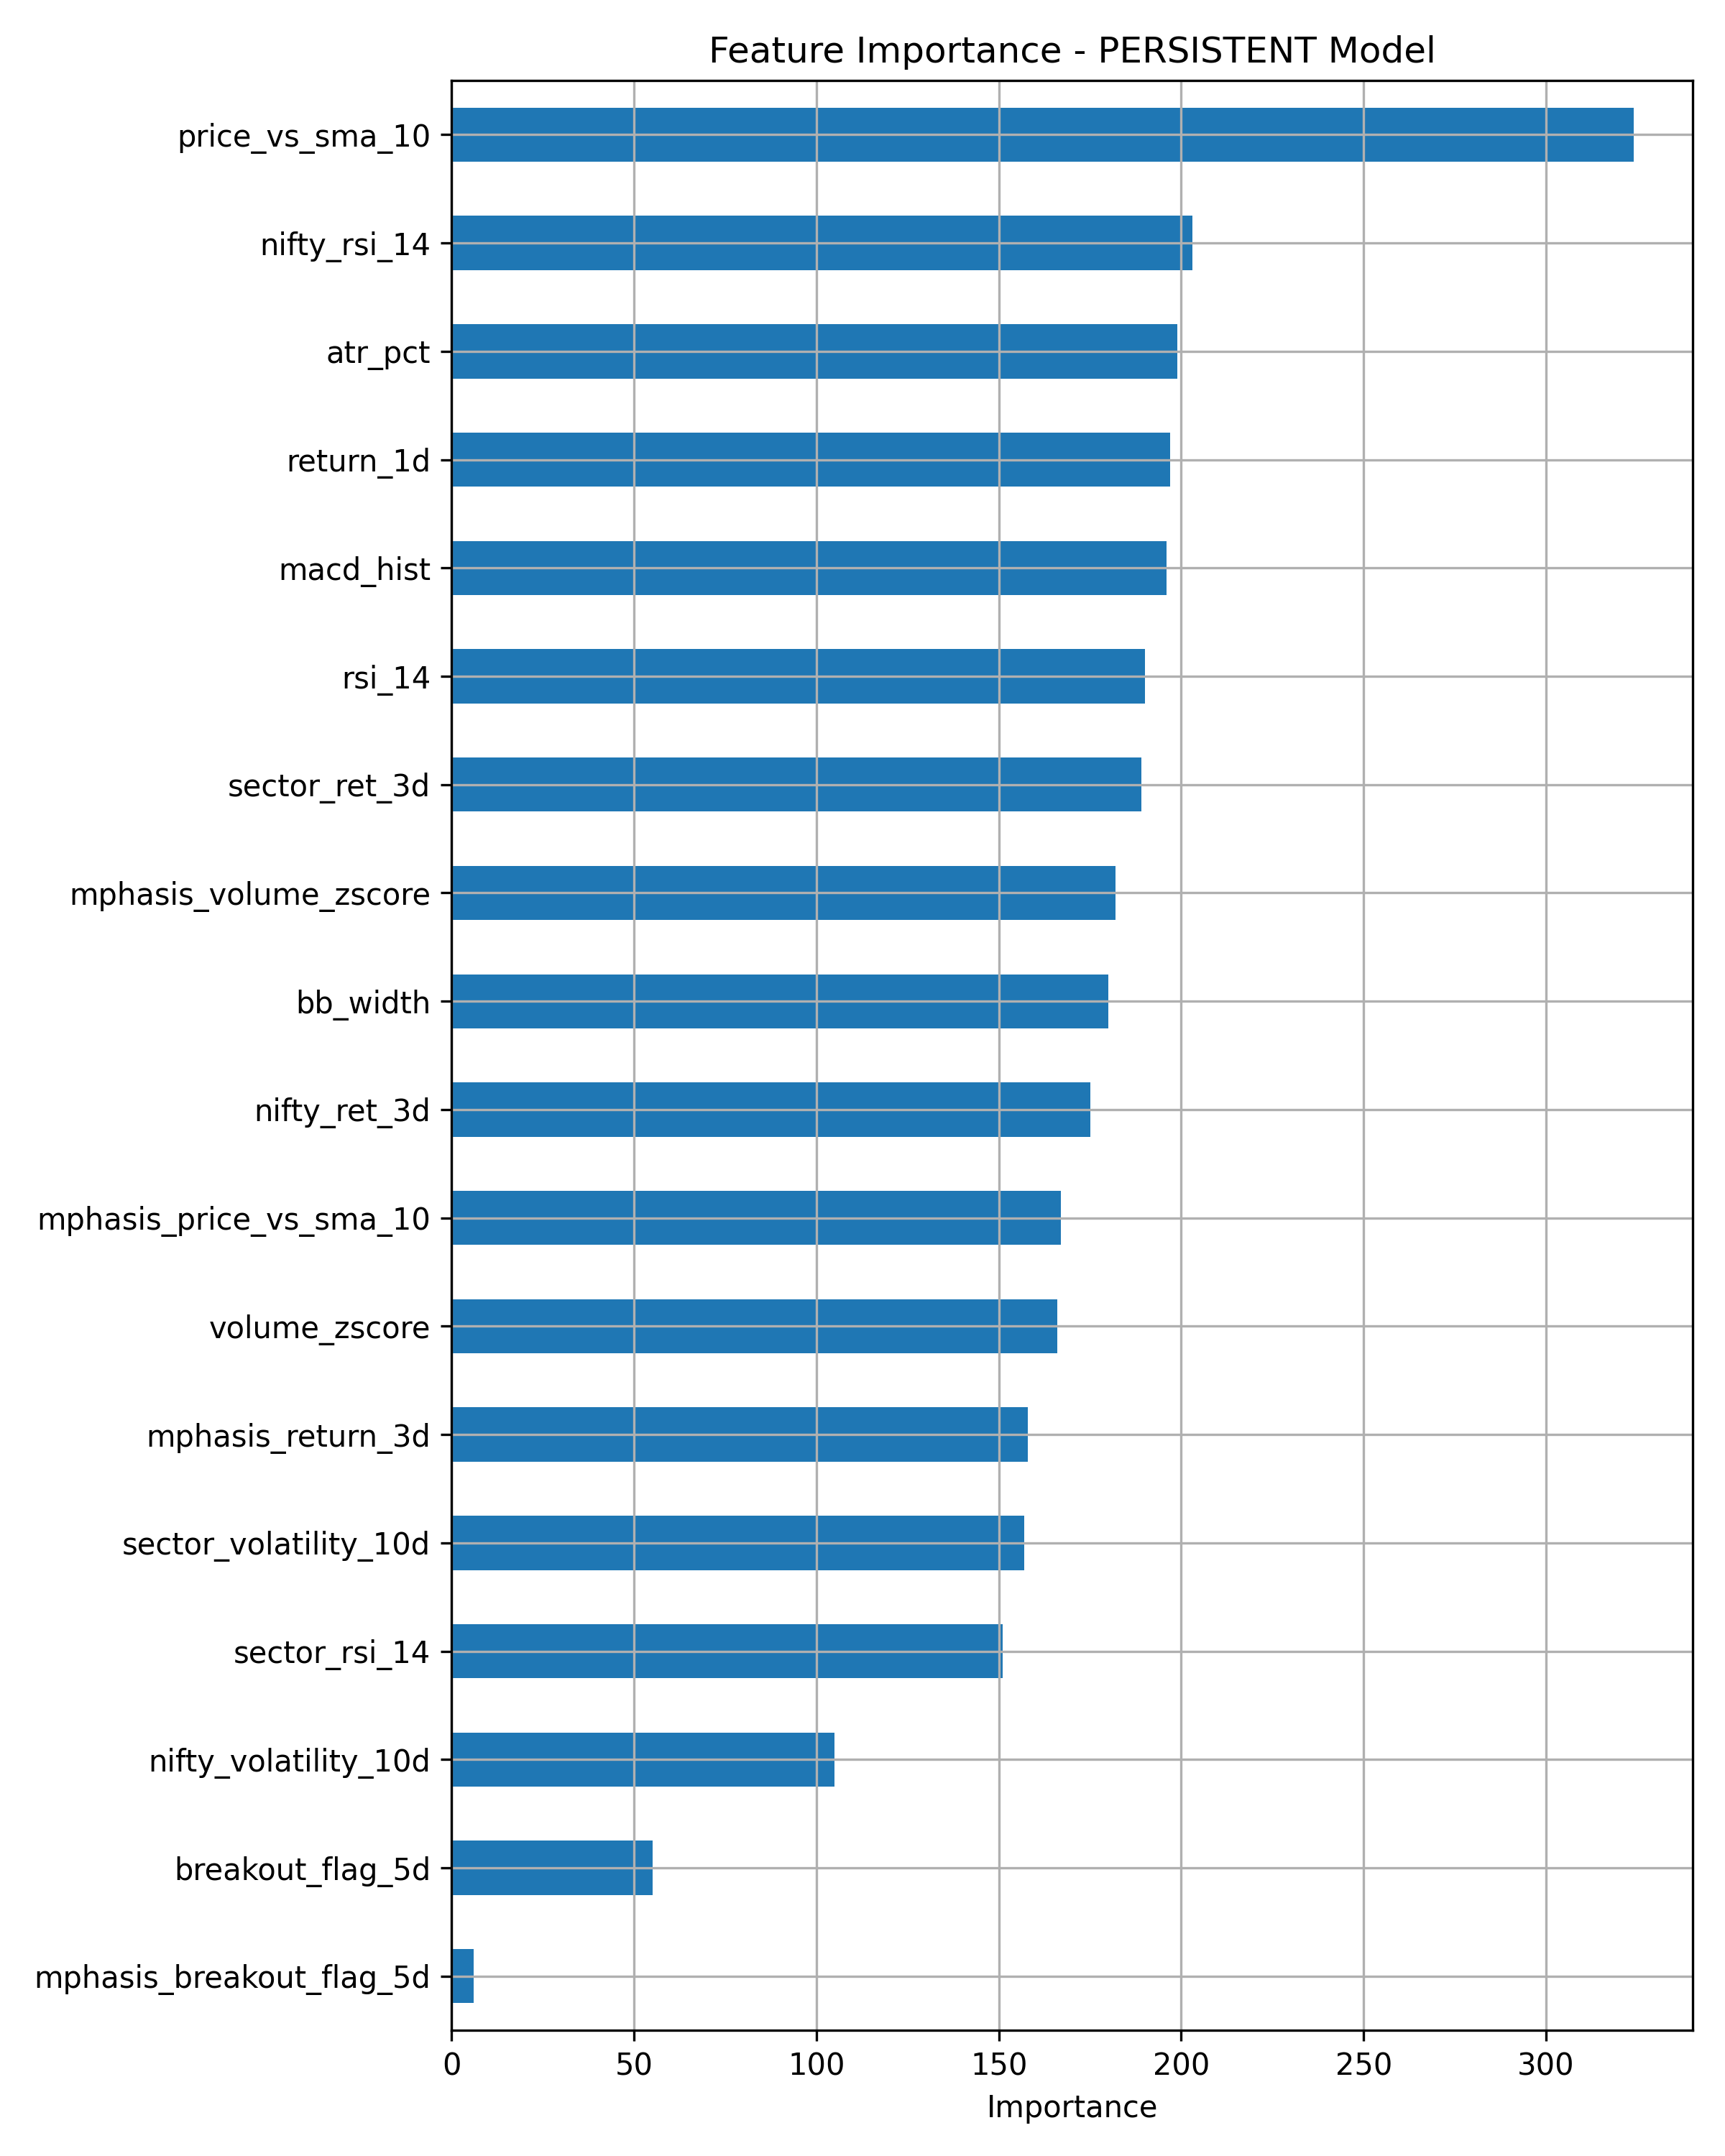 Feature Importance - PERSISTENT Model
price_vs_sma_10
nifty_rsi_14
atr_pct
return_1d
macd_hist
rsi_14
sector_ret_3d
mphasis_volume_zscore
bb_width
nifty_ret_3d
mphasis_price_vs_sma_10
volume_zscore
mphasis_return_3d
sector_volatility_10d
sector_rsi_14
nifty_volatility_10d
breakout_flag_5d
mphasis_breakout_flag_5d
0 50 100 150 200 250 300
Importance